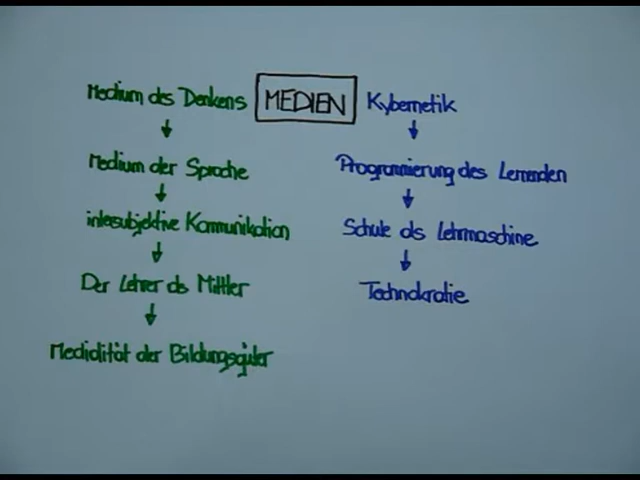 MEDIEN
Medium des Denkens
Medium der Sprache
intersubjektive Kommunikation
Der Lehrer als Mittler
Medialität der Bildungsgüter
Kybernetik
Programmierung des Lernenden
Schule als Lehrmaschine
Technokratie